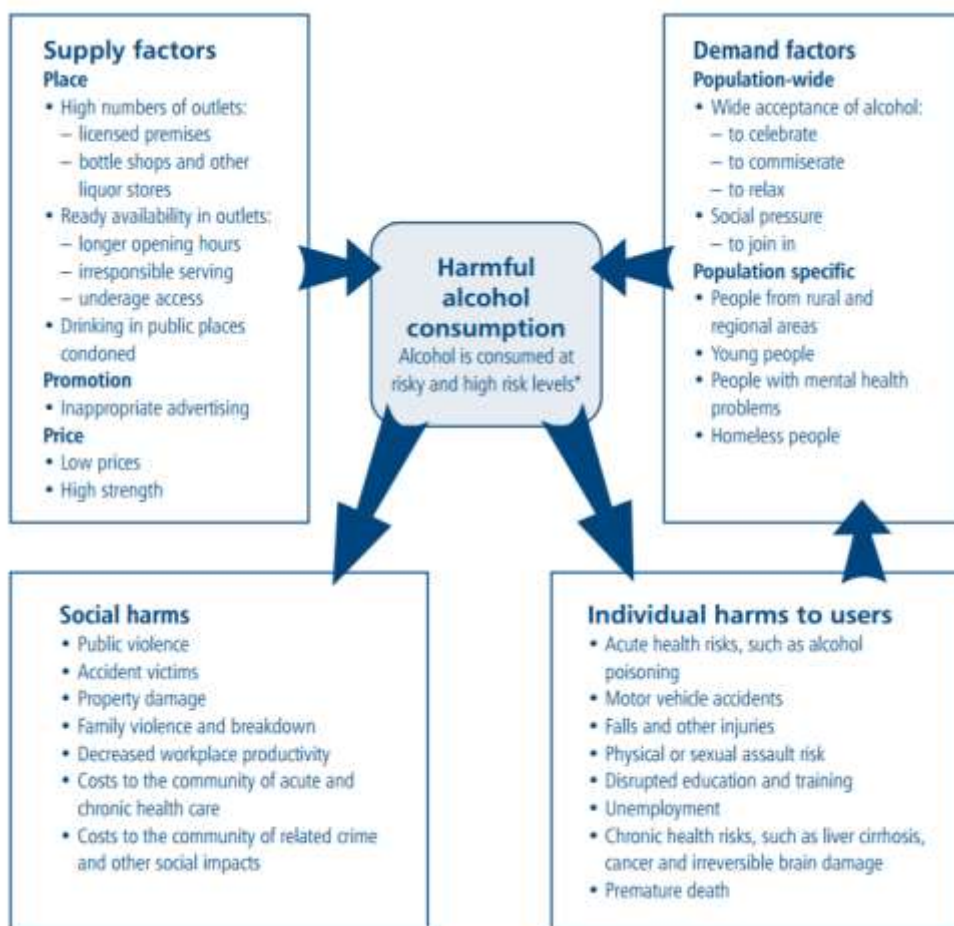 Supply factors
Place
• High numbers of outlets:
– licensed premises
– bottle shops and other
liquor stores
• Ready availability in outlets:
– longer opening hours
– irresponsible serving
– underage access
• Drinking in public places
condoned
Promotion
• Inappropriate advertising
Price
• Low prices
• High strength
Harmful
alcohol
consumption
Alcohol is consumed at
risky and high risk levels*
Demand factors
Population-wide
• Wide acceptance of alcohol:
– to celebrate
– to commiserate
– to relax
• Social pressure
– to join in
Population specific
• People from rural and
regional areas
• Young people
• People with mental health
problems
• Homeless people
Social harms
• Public violence
• Accident victims
• Property damage
• Family violence and breakdown
• Decreased workplace productivity
• Costs to the community of acute and
chronic health care
• Costs to the community of related crime
and other social impacts
Individual harms to users
• Acute health risks, such as alcohol
poisoning
• Motor vehicle accidents
• Falls and other injuries
• Physical or sexual assault risk
• Disrupted education and training
• Unemployment
• Chronic health risks, such as liver cirrhosis,
cancer and irreversible brain damage
• Premature death